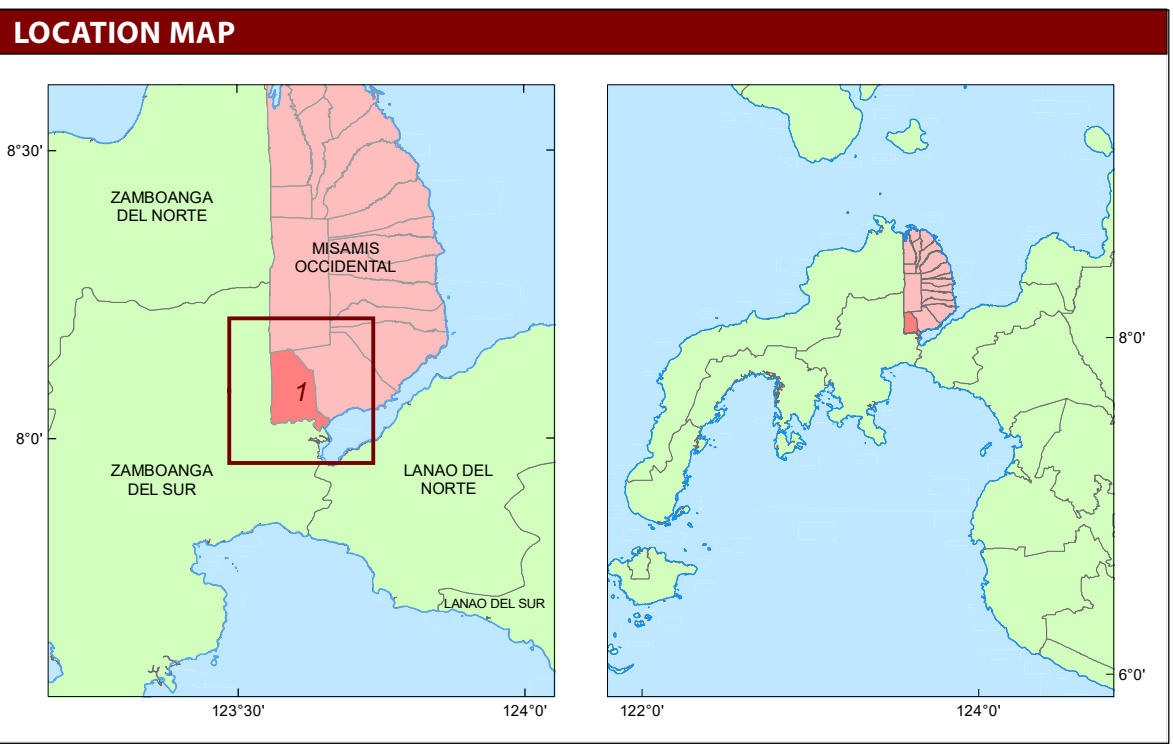 LOCATION MAP
8°30'
ZAMBOANGA
DEL NORTE
MISAMIS
OCCIDENTAL
1
8°0'
ZAMBOANGA
DEL SUR
LANAO DEL
NORTE
LANAO DEL SUR
123°30'
124°0'
8°0'
6°0'
122°0'
124°0'